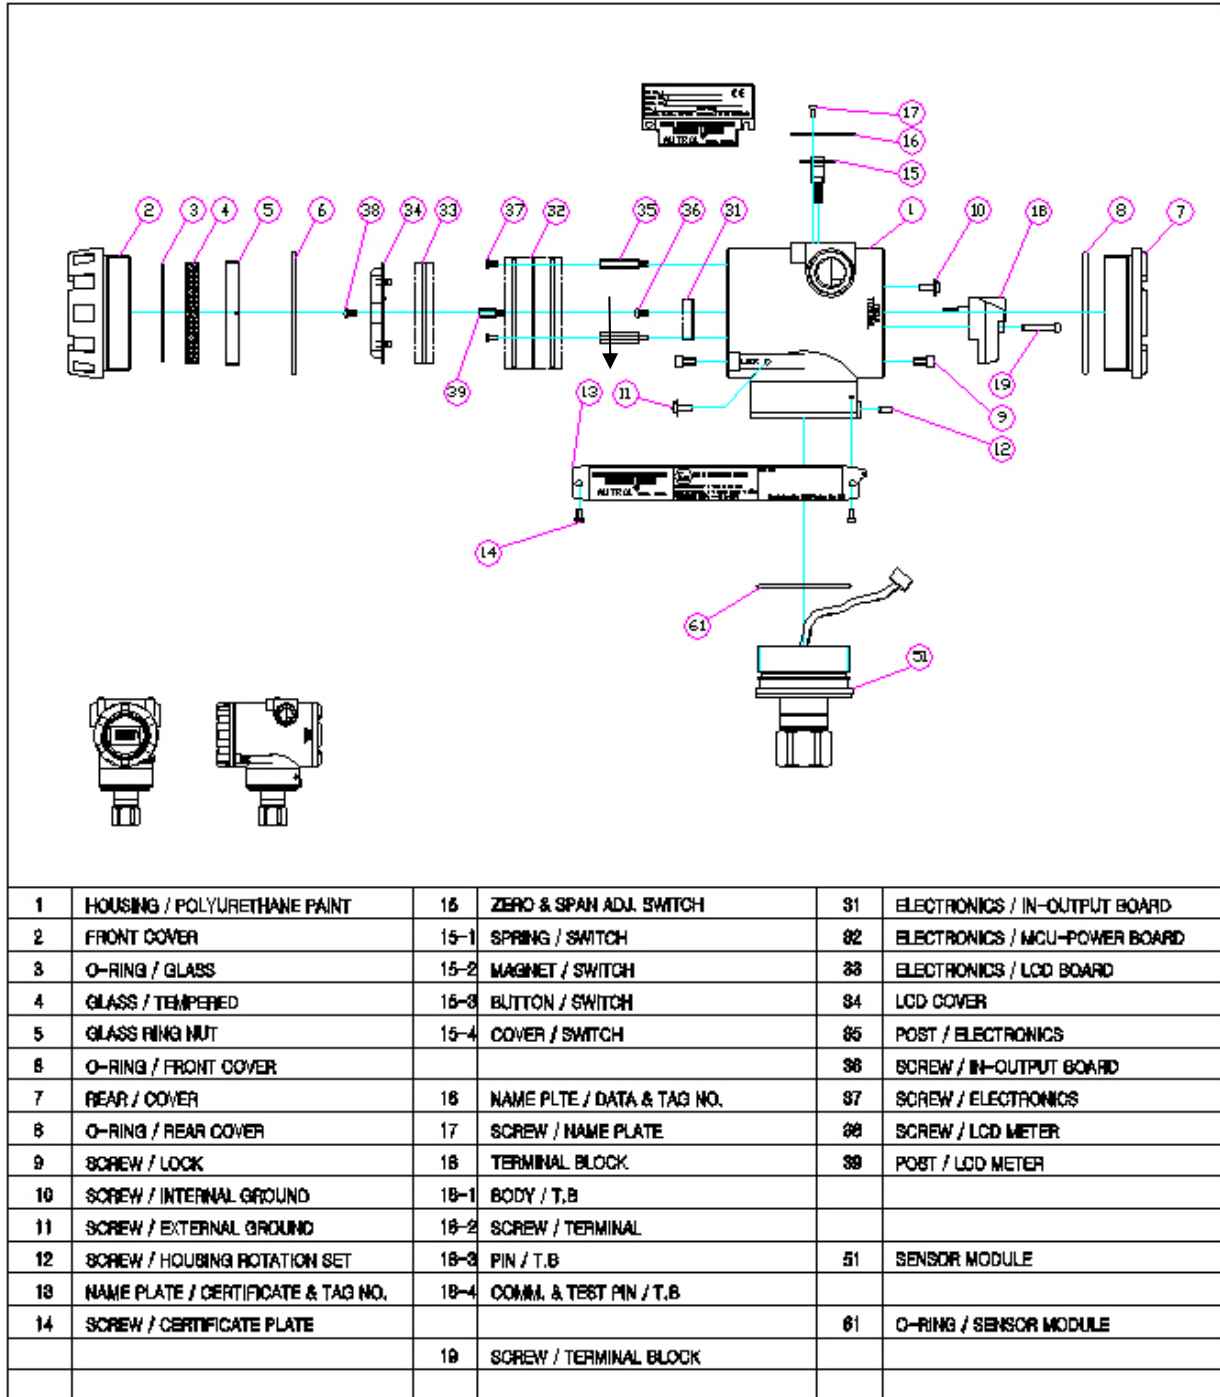 CE
AUTROL
17
16
15
2
3
4
5
6
38
34
33
37
32
35
36
31
1
10
18
8
7
39
13
11
19
9
12
AUTROL
14
61
51
1 HOUSING / POLYURETHANE PAINT 15 ZERO & SPAN ADJ. SWITCH 31 ELECTRONICS / IN-OUTPUT BOARD
2 FRONT COVER 15-1 SPRING / SWITCH 32 ELECTRONICS / MCU-POWER BOARD
3 O-RING / GLASS 15-2 MAGNET / SWITCH 33 ELECTRONICS / LCD BOARD
4 GLASS / TEMPERED 15-3 BUTTON / SWITCH 34 LCD COVER
5 GLASS RING NUT 15-4 COVER / SWITCH 35 POST / ELECTRONICS
6 O-RING / FRONT COVER 36 SCREW / IN-OUTPUT BOARD
7 REAR / COVER 16 NAME PLTE / DATA & TAG NO. 37 SCREW / ELECTRONICS
8 O-RING / REAR COVER 17 SCREW / NAME PLATE 38 SCREW / LCD METER
9 SCREW / LOCK 18 TERMINAL BLOCK 39 POST / LCD METER
10 SCREW / INTERNAL GROUND 18-1 BODY / T.B
11 SCREW / EXTERNAL GROUND 18-2 SCREW / TERMINAL
12 SCREW / HOUSING ROTATION SET 18-3 PIN / T.B 51 SENSOR MODULE
13 NAME PLATE / CERTIFICATE & TAG NO. 18-4 COMM. & TEST PIN / T.B
14 SCREW / CERTIFICATE PLATE 61 O-RING / SENSOR MODULE
19 SCREW / TERMINAL BLOCK